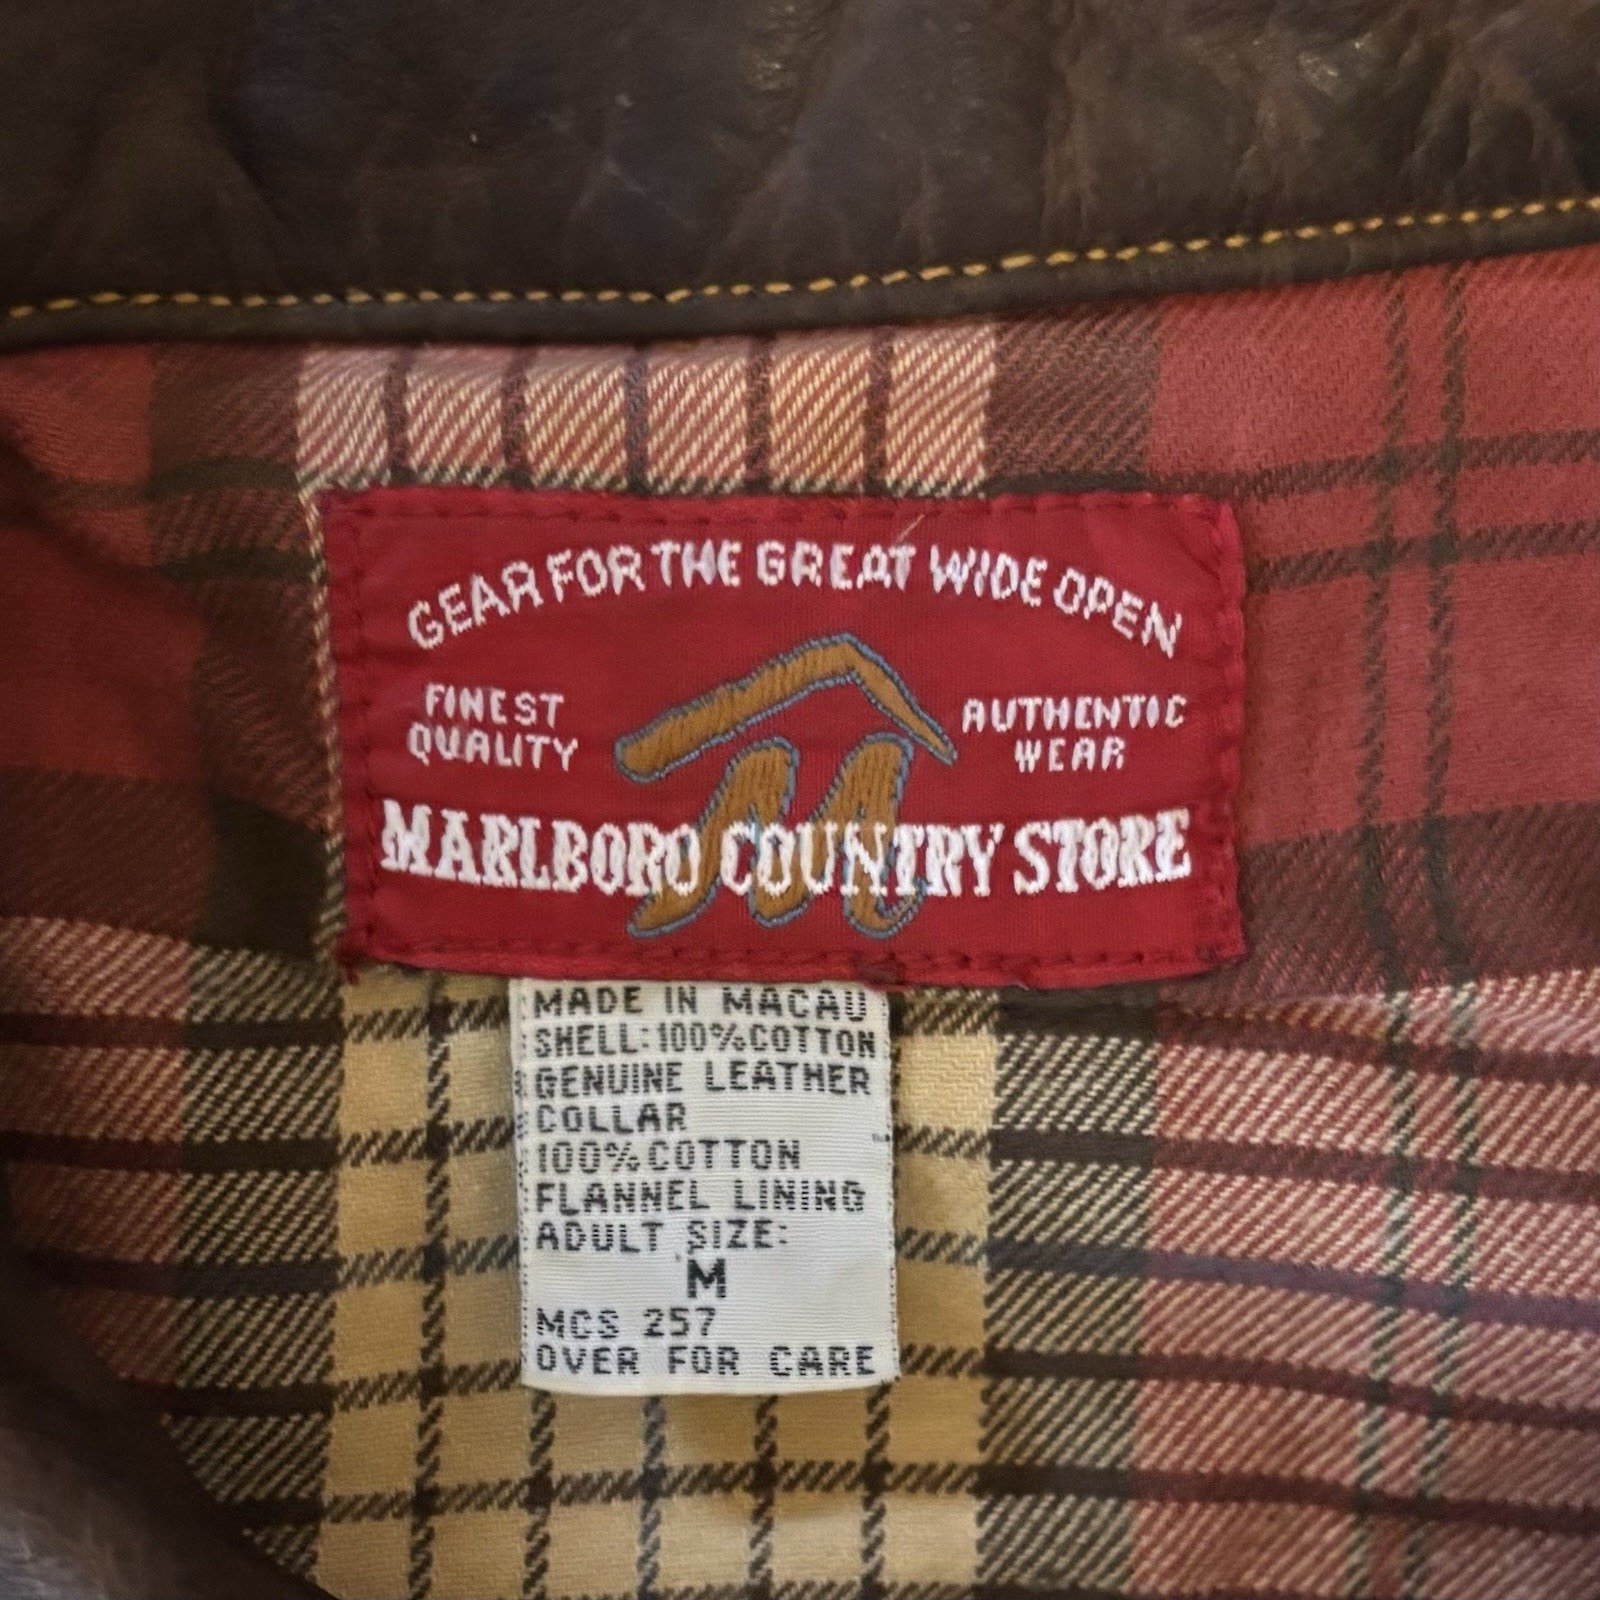 GEAR FOR THE GREAT WIDE OPEN
FINEST
QUALITY
AUTHENTIC
WEAR
MARLBORO COUNTRY STORE
MADE IN MACAU
SHELL:100%COTTON
GENUINE LEATHER
COLLAR
100%COTTON
FLANNEL LINING
ADULT SIZE:
M
MCS 257
OVER FOR CARE